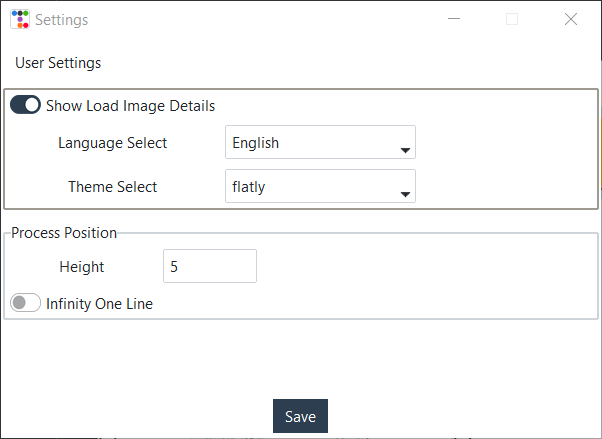 Settings
User Settings
Show Load Image Details
Language Select English
Theme Select flatly
Process Position
Height 5
Infinity One Line
Save